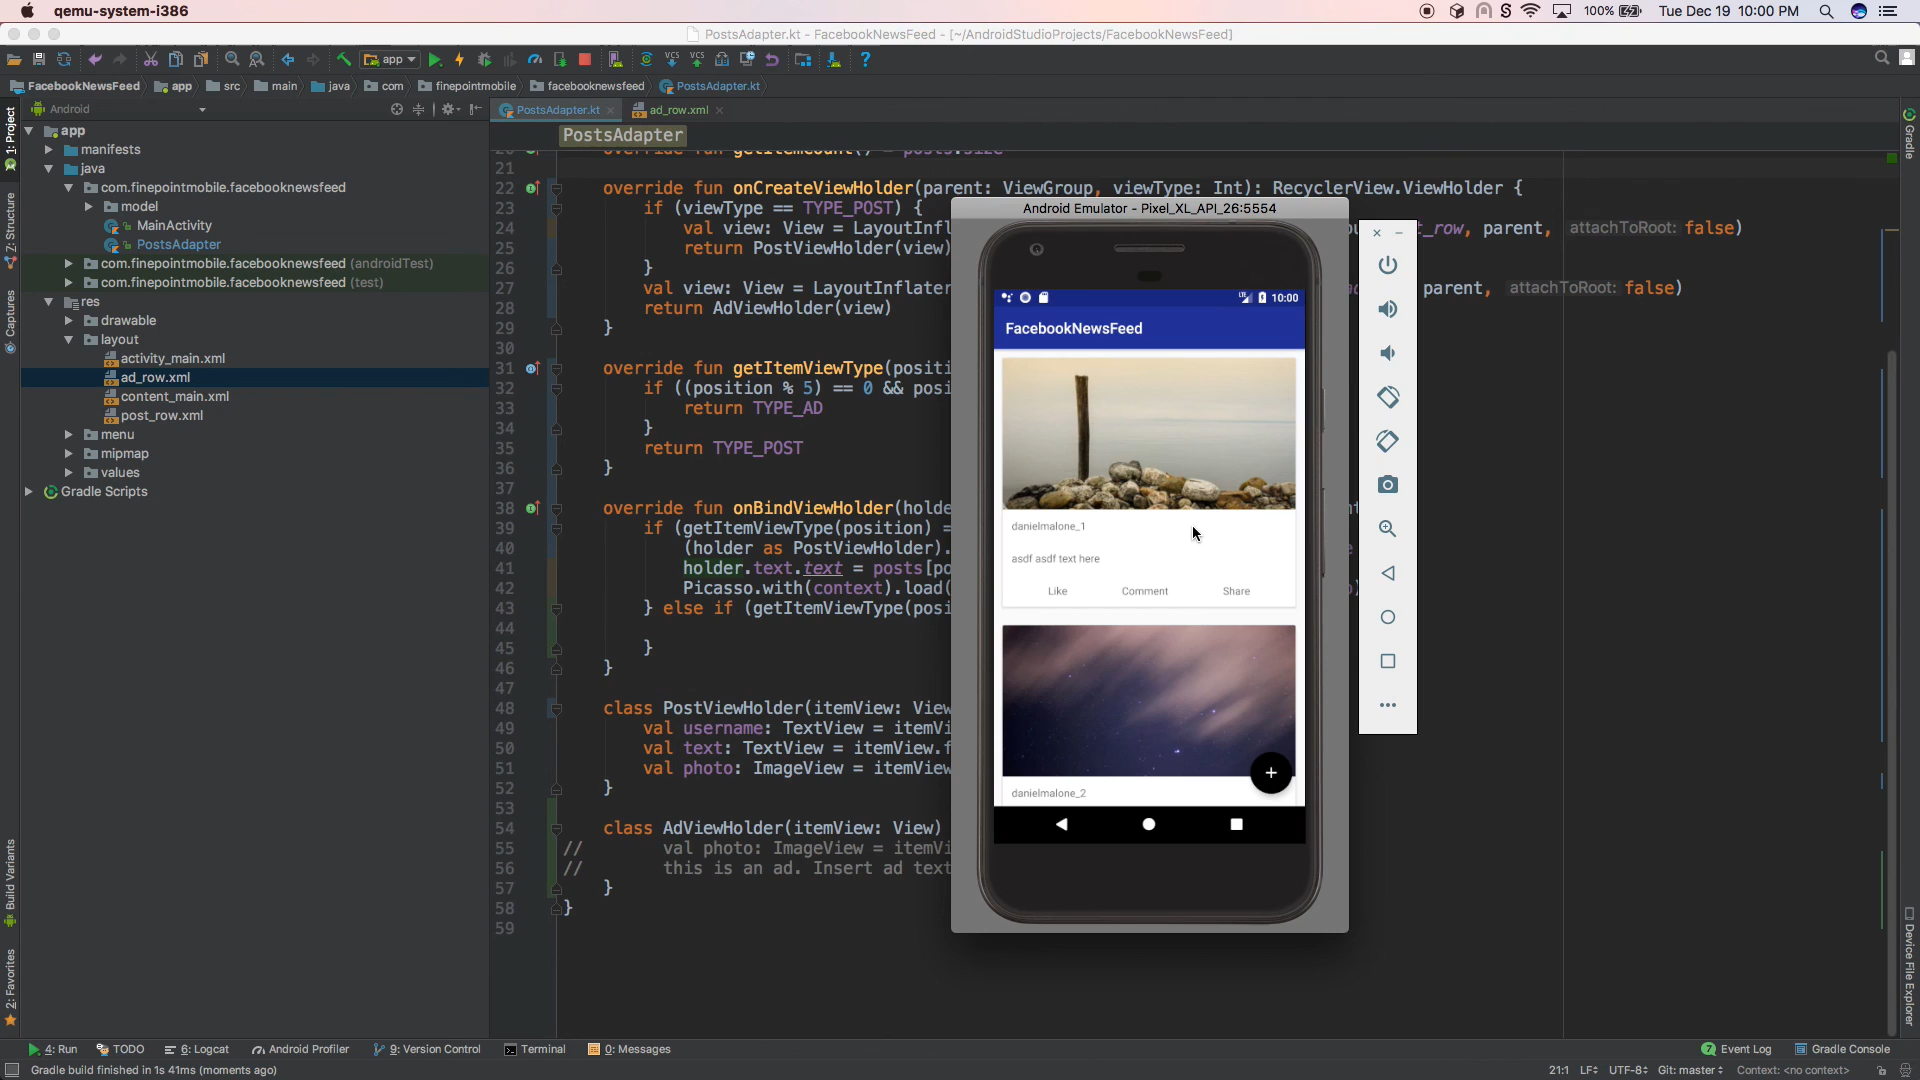 qemu-system-i386
100%
Tue Dec 19 10:00 PM
PostsAdapter.kt - FacebookNewsFeed - [~/AndroidStudioProjects/FacebookNewsFeed]
app
FacebookNewsFeed
app
src
main
java
com
finepointmobile
facebooknewsfeed
PostsAdapter.kt
Android
PostsAdapter.kt
ad_row.xml
PostsAdapter
1: Project
Z: Structure
Captures
Build Variants
2: Favorites
Gradle
Device File Explorer
app
manifests
java
com.finepointmobile.facebooknewsfeed
model
MainActivity
PostsAdapter
com.finepointmobile.facebooknewsfeed (androidTest)
com.finepointmobile.facebooknewsfeed (test)
res
drawable
layout
activity_main.xml
ad_row.xml
content_main.xml
post_row.xml
menu
mipmap
values
Gradle Scripts
20 override fun getItemCount() = posts.size
21
22 override fun onCreateViewHolder(parent: ViewGroup, viewType: Int): RecyclerView.ViewHolder {
23 if (viewType == TYPE_POST) {
24 val view: View = LayoutInfl t_row, parent, attachToRoot: false)
25 return PostViewHolder(view)
26 }
27 val view: View = LayoutInflater parent, attachToRoot: false)
28 return AdViewHolder(view)
29 }
30
31 override fun getItemViewType(positi
32 if ((position % 5) == 0 && posi
33 return TYPE_AD
34 }
35 return TYPE_POST
36 }
37
38 override fun onBindViewHolder(holde nt
39 if (getItemViewType(position) =
40 (holder as PostViewHolder).
41 holder.text.text = posts[po
42 Picasso.with(context).load(
43 } else if (getItemViewType(posi
44
45 }
46 }
47
48 class PostViewHolder(itemView: View
49 val username: TextView = itemVi
50 val text: TextView = itemView.f
51 val photo: ImageView = itemView
52 }
53
54 class AdViewHolder(itemView: View)
55 // val photo: ImageView = itemVi
56 // this is an ad. Insert ad text
57 }
58 }
59
Android Emulator - Pixel_XL_API_26:5554
10:00
FacebookNewsFeed
danielmalone_1
asdf asdf text here
Like Comment Share
danielmalone_2
4: Run
TODO
6: Logcat
Android Profiler
9: Version Control
Terminal
0: Messages
7 Event Log
Gradle Console
Gradle build finished in 1s 41ms (moments ago)
21:1 LF UTF-8 Git: master Context: <no context>